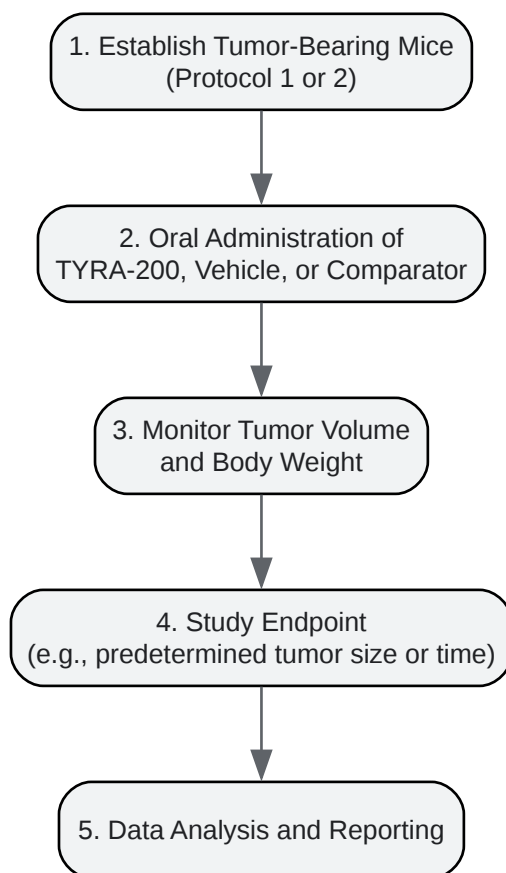 1. Establish Tumor-Bearing Mice
(Protocol 1 or 2)
2. Oral Administration of
TYRA-200, Vehicle, or Comparator
3. Monitor Tumor Volume
and Body Weight
4. Study Endpoint
(e.g., predetermined tumor size or time)
5. Data Analysis and Reporting